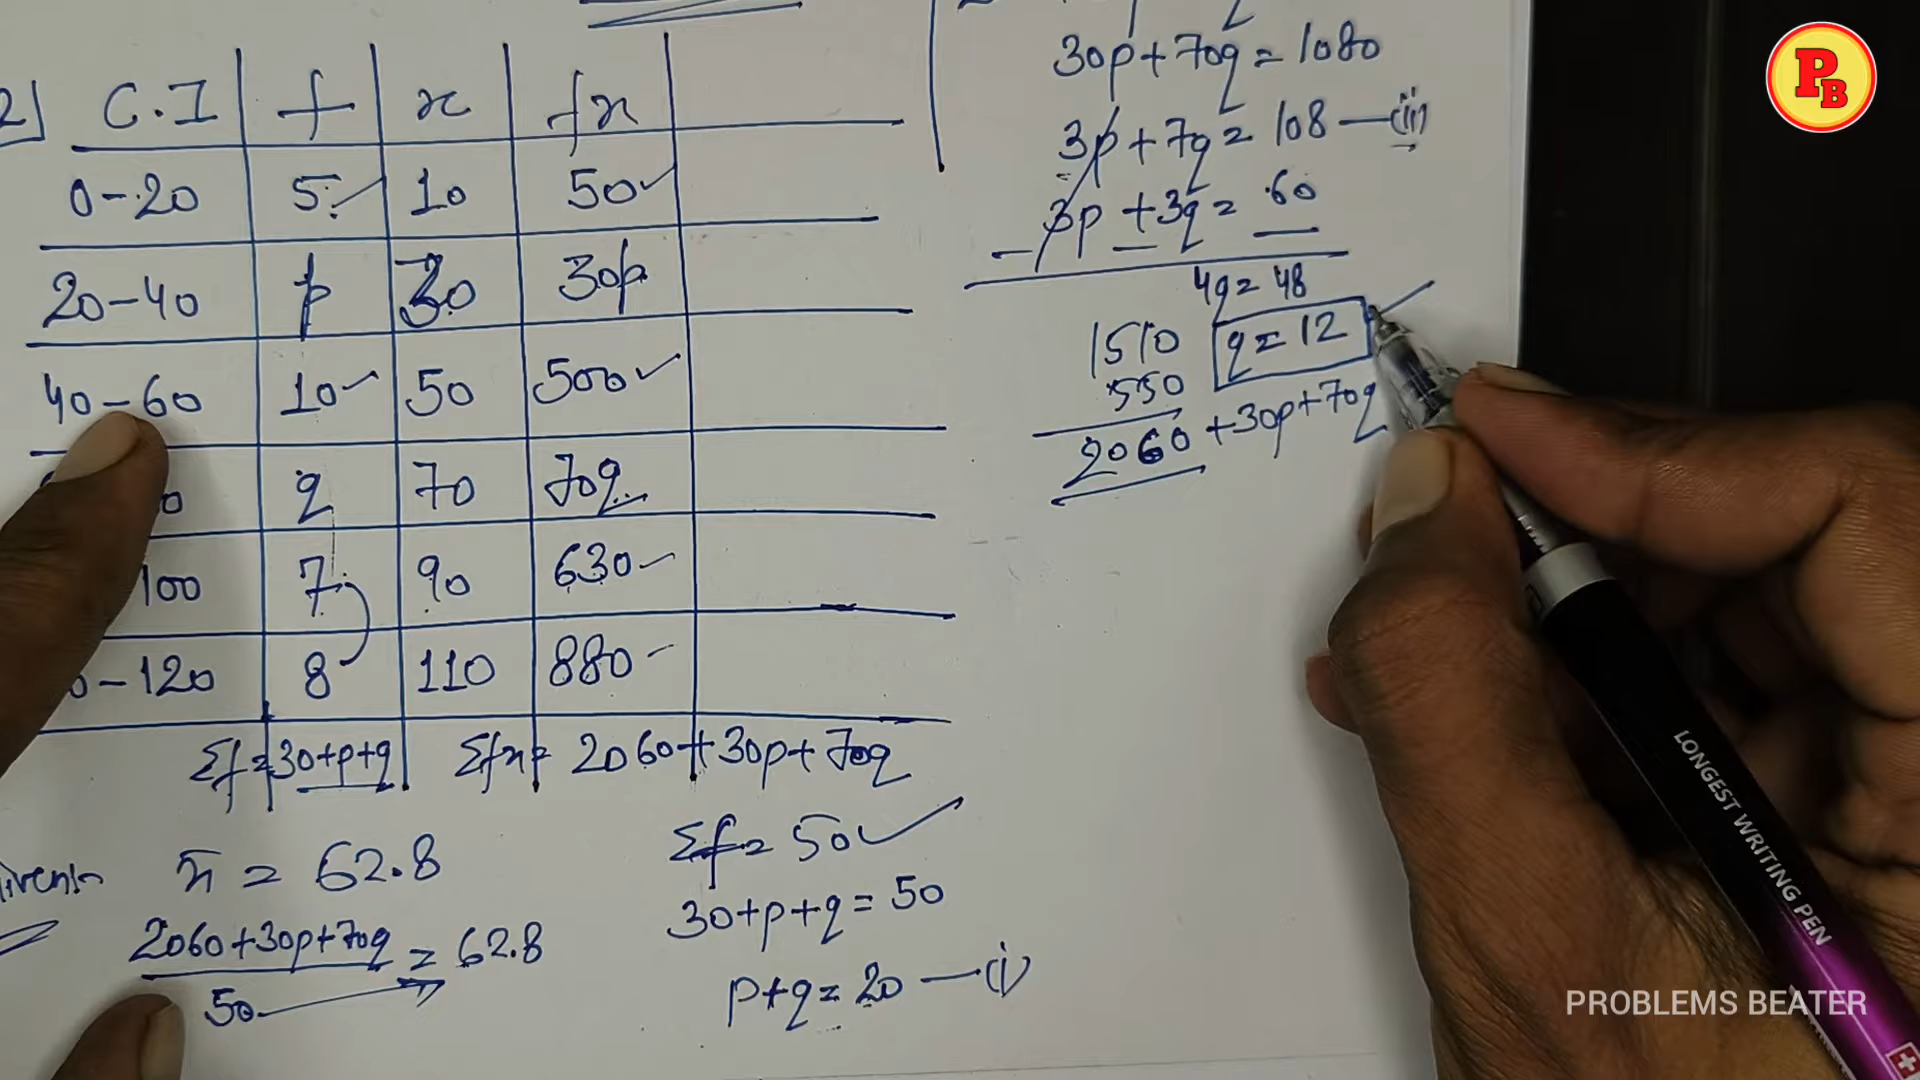 2] C.I f x fx
0-20 5 10 50
20-40 p 30 30p
40-60 10 50 500
0 q 70 70q
100 7 90 630
0-120 8 110 880
Σf = 30+p+q Σfx = 2060+30p+70q
x̄ = 62.8
2060+30p+70q = 62.8
50
Σf = 50
30+p+q = 50
p+q = 20 — (i)
30p+70q = 1080
3p+7q = 108 — (ii)
3p+3q = 60
4q = 48
q = 12
1510
550
2060 +30p+70q
PB
LONGEST WRITING PEN
PROBLEMS BEATER